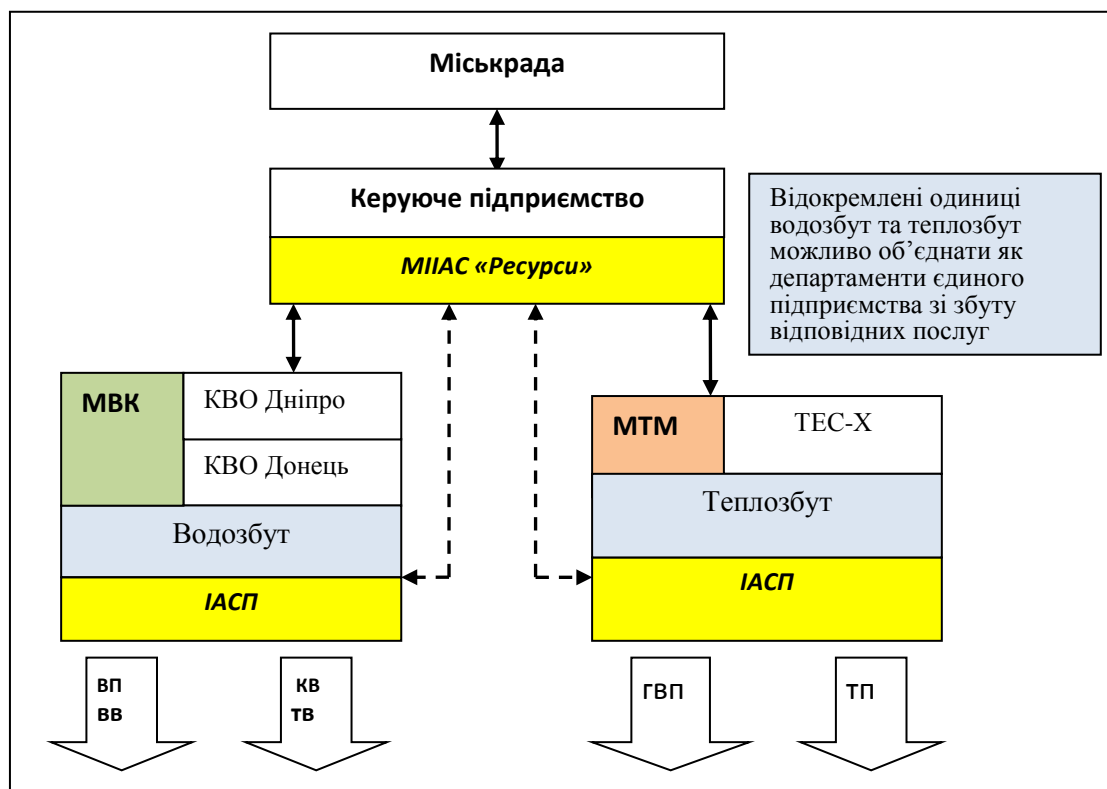 Міськрада
Керуюче підприємство
МІІАС «Ресурси»
Відокремлені одиниці
водозбут та теплозбут
можливо об’єднати як
департаменти єдиного
підприємства зі збуту
відповідних послуг
МВК
КВО Дніпро
КВО Донець
Водозбут
ІАСП
МТМ
ТЕС-Х
Теплозбут
ІАСП
ВП
ВВ
КВ
ТВ
ГВП
ТП